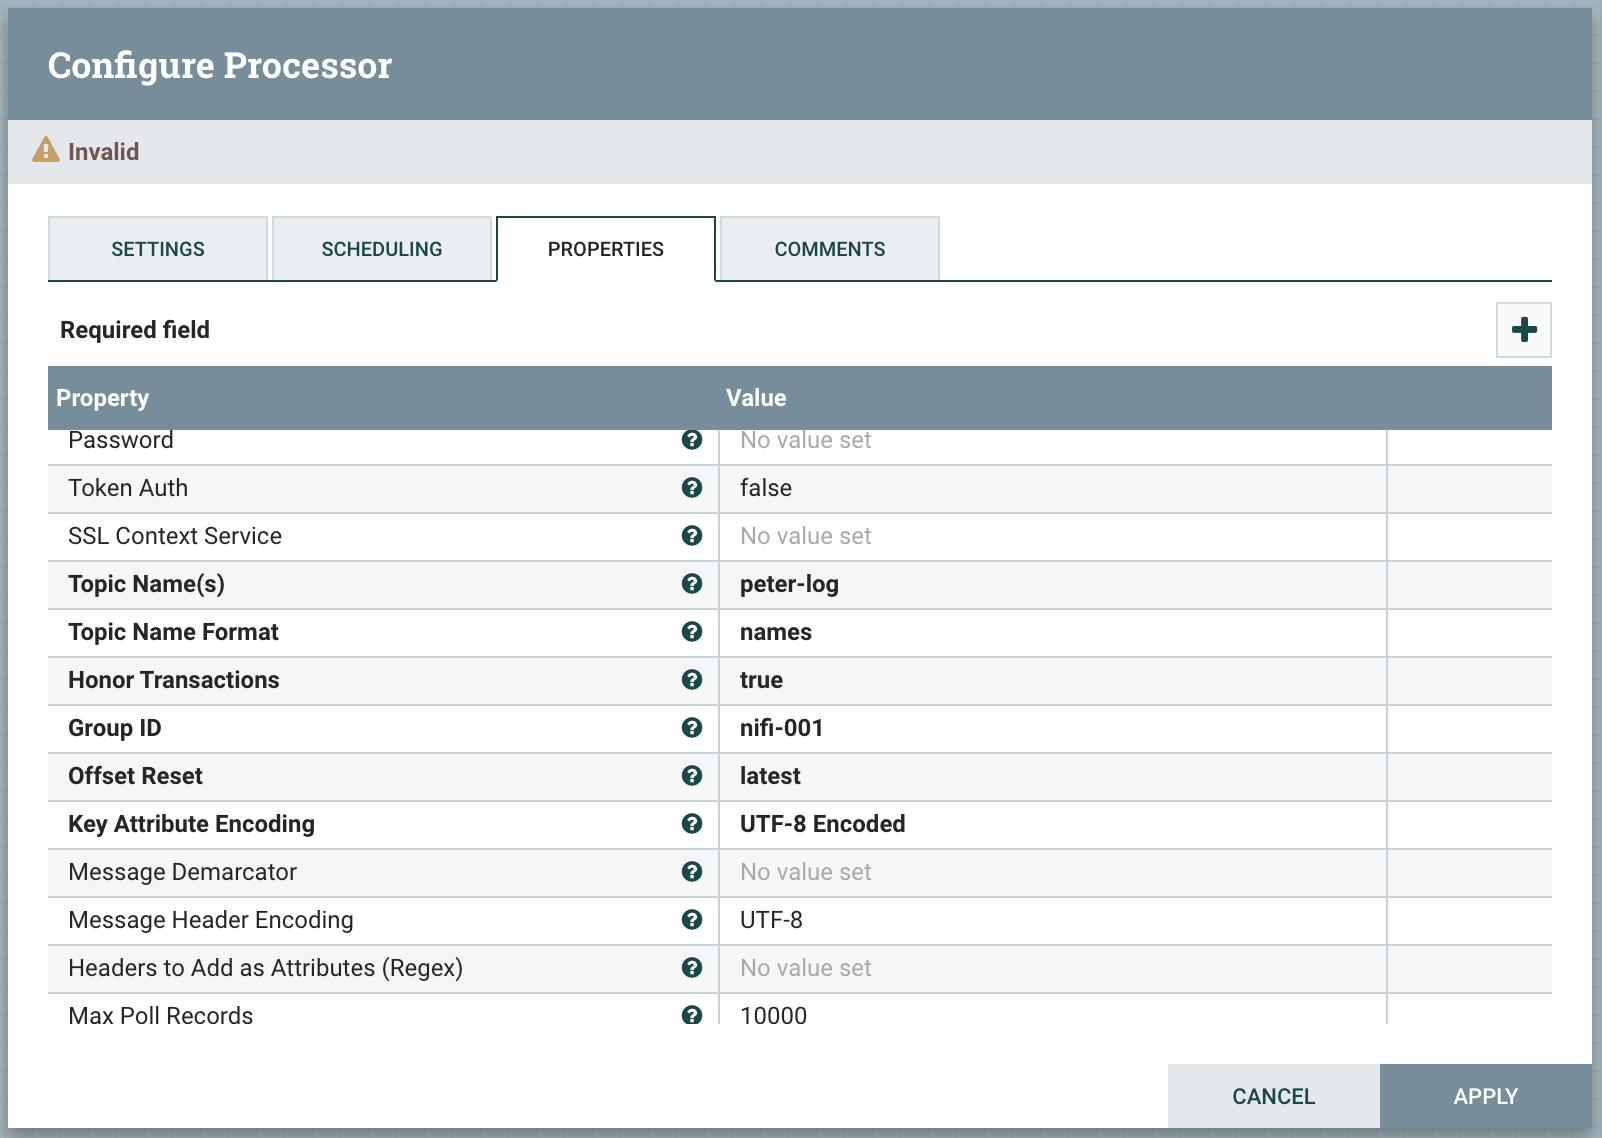 Configure Processor
Invalid
SETTINGS SCHEDULING PROPERTIES COMMENTS
Required field
Property Value
Password ? No value set
Token Auth ? false
SSL Context Service ? No value set
Topic Name(s) ? peter-log
Topic Name Format ? names
Honor Transactions ? true
Group ID ? nifi-001
Offset Reset ? latest
Key Attribute Encoding ? UTF-8 Encoded
Message Demarcator ? No value set
Message Header Encoding ? UTF-8
Headers to Add as Attributes (Regex) ? No value set
Max Poll Records ? 10000
CANCEL APPLY